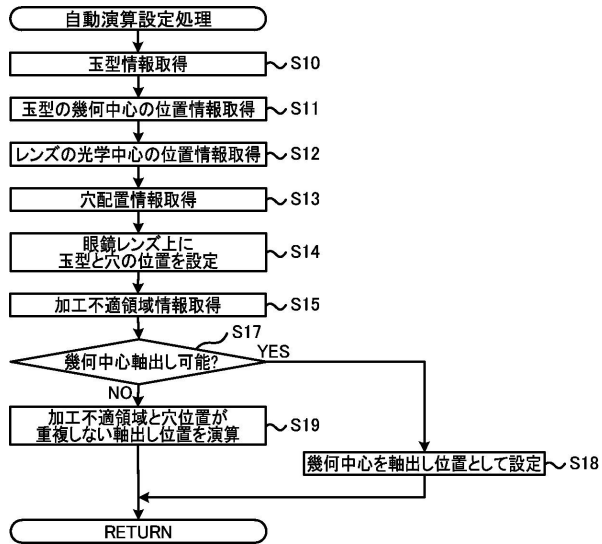 自動演算設定処理
玉型情報取得
S10
玉型の幾何中心の位置情報取得
S11
レンズの光学中心の位置情報取得
S12
穴配置情報取得
S13
眼鏡レンズ上に
玉型と穴の位置を設定
S14
加工不適領域情報取得
S15
S17
幾何中心軸出し可能?
YES
NO
加工不適領域と穴位置が
重複しない軸出し位置を演算
S19
幾何中心を軸出し位置として設定
S18
RETURN